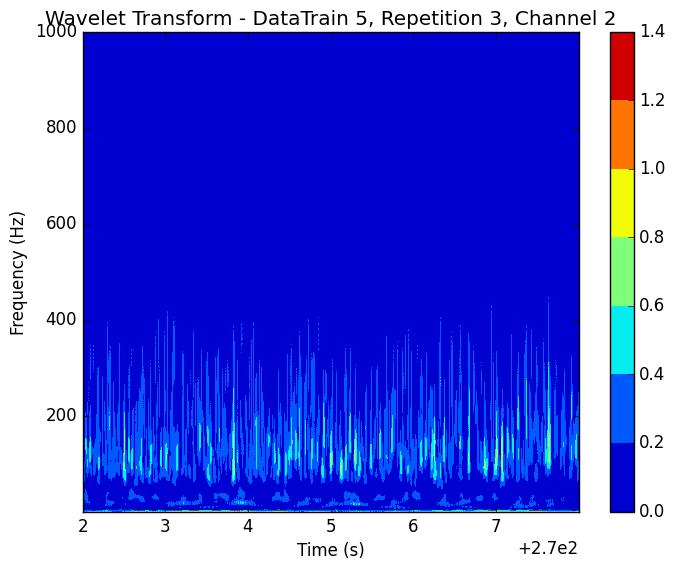 Wavelet Transform - DataTrain 5, Repetition 3, Channel 2
1000
800
600
400
200
Frequency (Hz)
2 3 4 5 6 7
Time (s)
+2.7e2
1.4
1.2
1.0
0.8
0.6
0.4
0.2
0.0